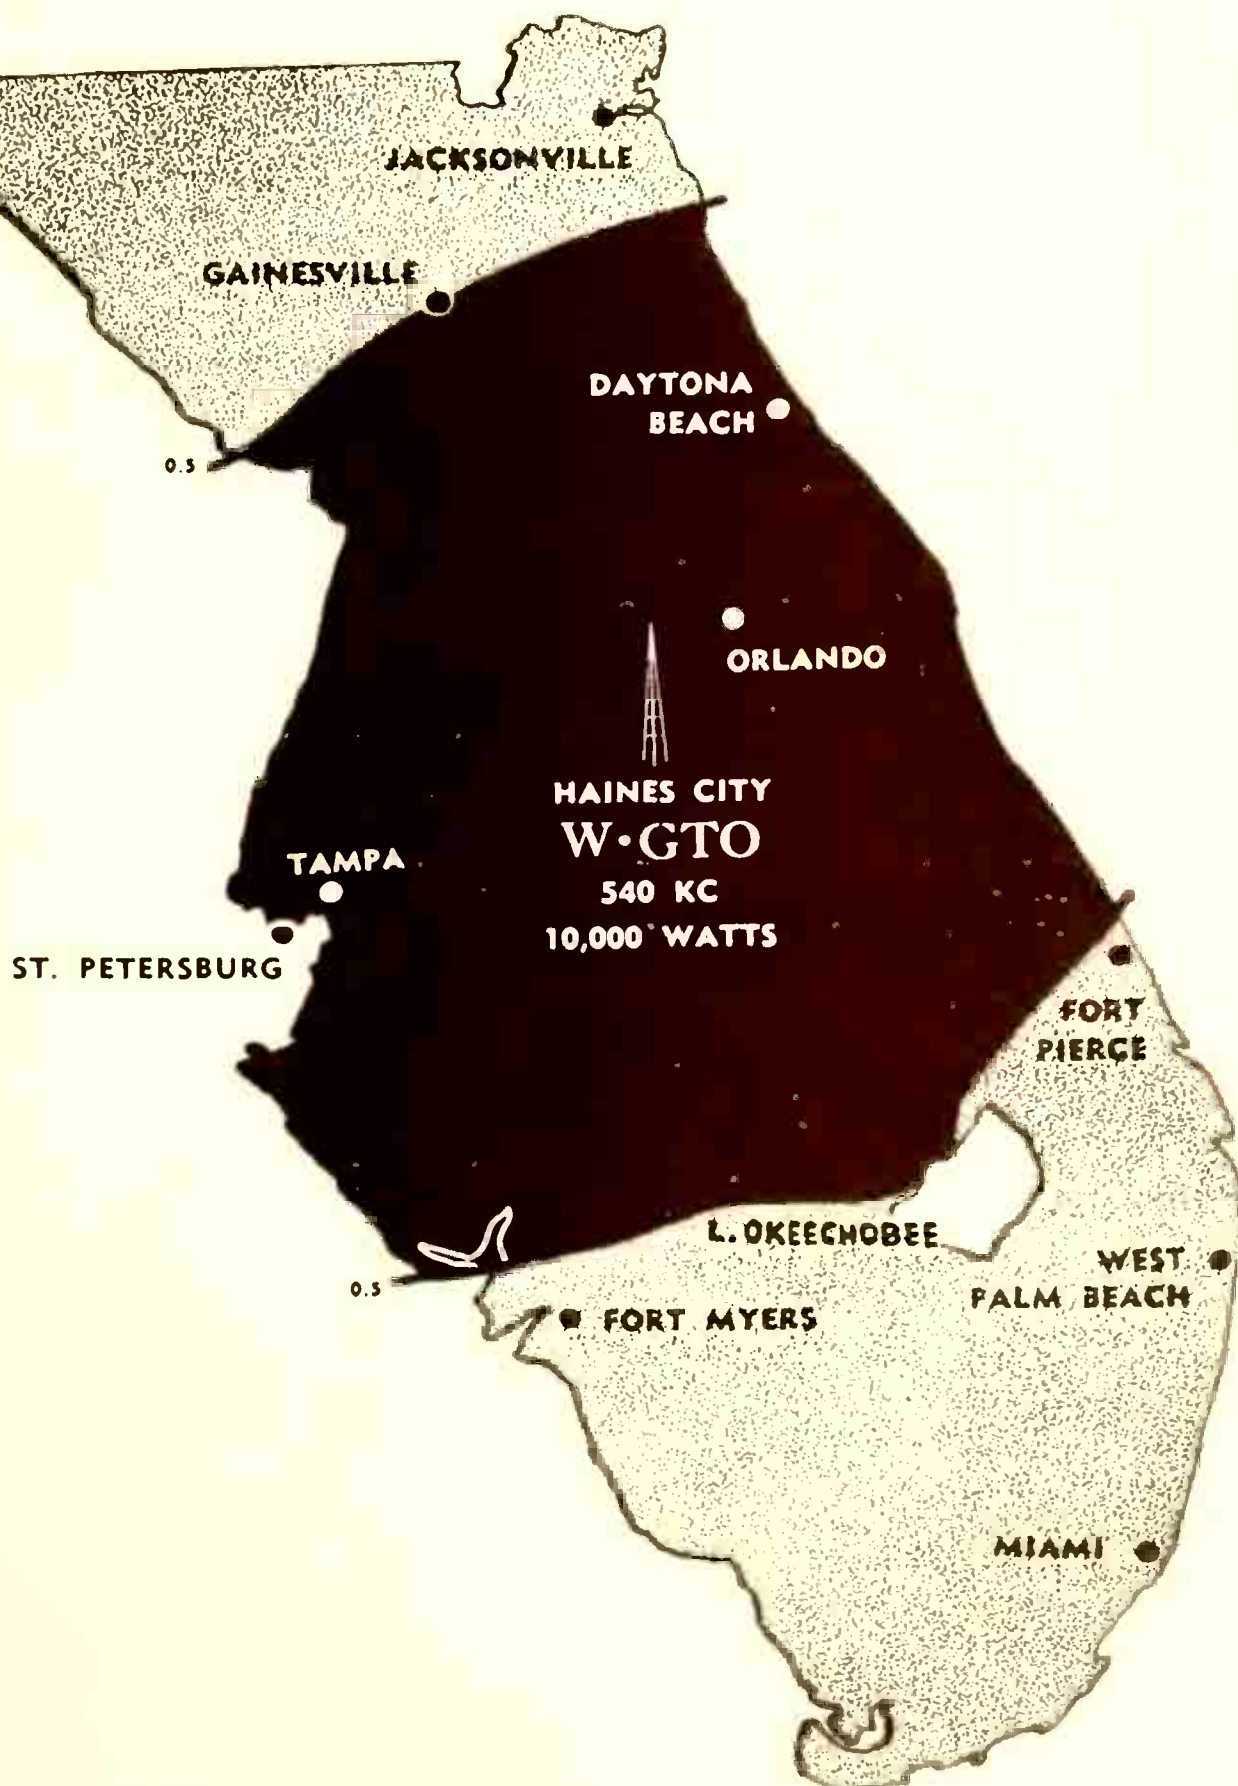 JACKSONVILLE
GAINESVILLE
DAYTONA
BEACH
0.5
ORLANDO
HAINES CITY
W•GTO
540 KC
10,000 WATTS
TAMPA
ST. PETERSBURG
FORT
PIERCE
L. OKEECHOBEE
WEST
PALM BEACH
0.5
FORT MYERS
MIAMI